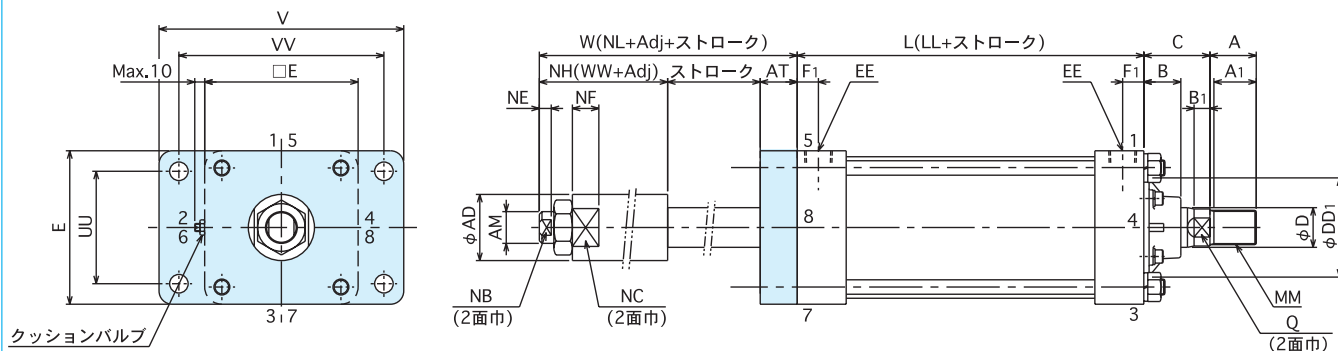 V
VV
Max.10
□E
1 5
E
UU
2
6
4
8
3 7
クッションバルブ
W(NL+Adj+ストローク)
L(LL+ストローク)
C
A
NH(WW+Adj)
ストローク
AT
F1
EE
EE
F1
B
A1
NE
NF
B1
5
1
φAD
AM
8
4
φD
φDD1
NB
(2面巾)
NC
(2面巾)
7
3
MM
Q
(2面巾)